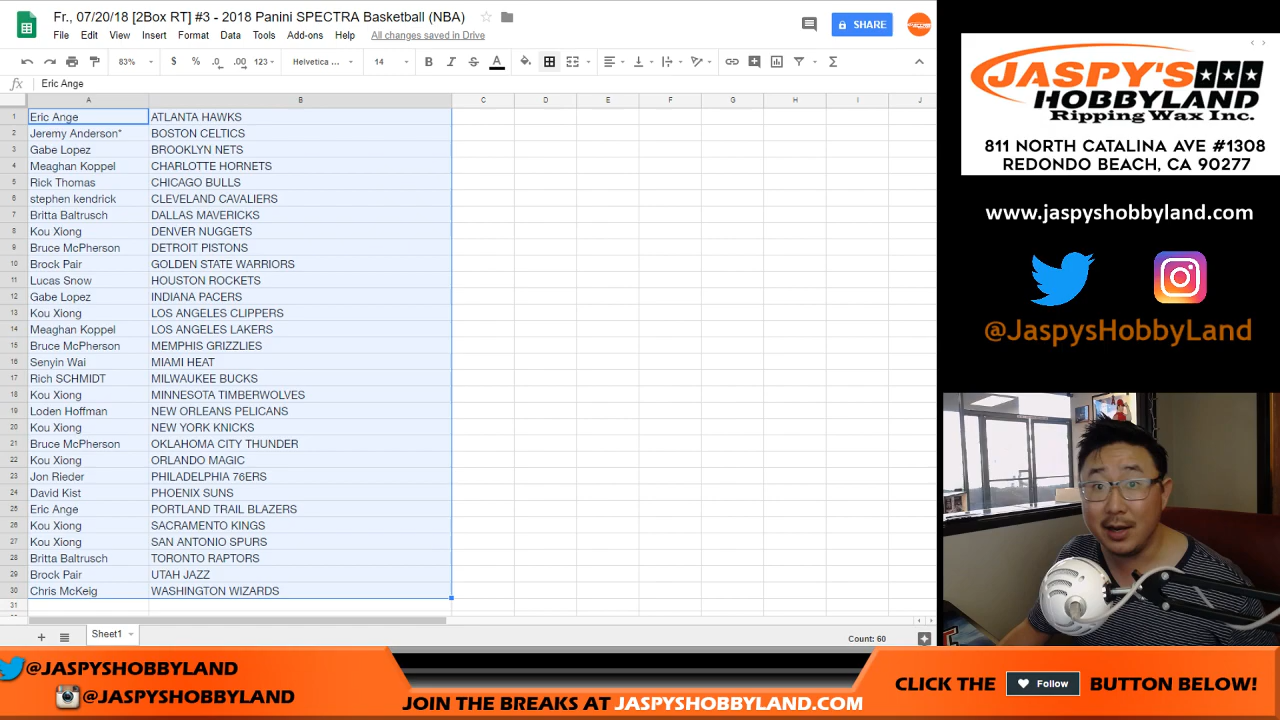 Fr., 07/20/18 [2Box RT] #3 - 2018 Panini SPECTRA Basketball (NBA)
File Edit View Insert Format Data Tools Add-ons Help All changes saved in Drive
SHARE
83% $ % .0 .00 123 Helvetica ... 14 B I S A
fx Eric Ange
A B C D E F G H I J
1 Eric Ange ATLANTA HAWKS
2 Jeremy Anderson* BOSTON CELTICS
3 Gabe Lopez BROOKLYN NETS
4 Meaghan Koppel CHARLOTTE HORNETS
5 Rick Thomas CHICAGO BULLS
6 stephen kendrick CLEVELAND CAVALIERS
7 Britta Baltrusch DALLAS MAVERICKS
8 Kou Xiong DENVER NUGGETS
9 Bruce McPherson DETROIT PISTONS
10 Brock Pair GOLDEN STATE WARRIORS
11 Lucas Snow HOUSTON ROCKETS
12 Gabe Lopez INDIANA PACERS
13 Kou Xiong LOS ANGELES CLIPPERS
14 Meaghan Koppel LOS ANGELES LAKERS
15 Bruce McPherson MEMPHIS GRIZZLIES
16 Senyin Wai MIAMI HEAT
17 Rich SCHMIDT MILWAUKEE BUCKS
18 Kou Xiong MINNESOTA TIMBERWOLVES
19 Loden Hoffman NEW ORLEANS PELICANS
20 Kou Xiong NEW YORK KNICKS
21 Bruce McPherson OKLAHOMA CITY THUNDER
22 Kou Xiong ORLANDO MAGIC
23 Jon Rieder PHILADELPHIA 76ERS
24 David Kist PHOENIX SUNS
25 Eric Ange PORTLAND TRAIL BLAZERS
26 Kou Xiong SACRAMENTO KINGS
27 Kou Xiong SAN ANTONIO SPURS
28 Britta Baltrusch TORONTO RAPTORS
29 Brock Pair UTAH JAZZ
30 Chris McKeig WASHINGTON WIZARDS
31
Sheet1
Count: 60
JASPY'S
HOBBYLAND
Ripping Wax Inc.
811 NORTH CATALINA AVE #1308
REDONDO BEACH, CA 90277
www.jaspyshobbyland.com
@JaspysHobbyLand
@JASPYSHOBBYLAND
@JASPYSHOBBYLAND
JOIN THE BREAKS AT JASPYSHOBBYLAND.COM
CLICK THE Follow BUTTON BELOW!